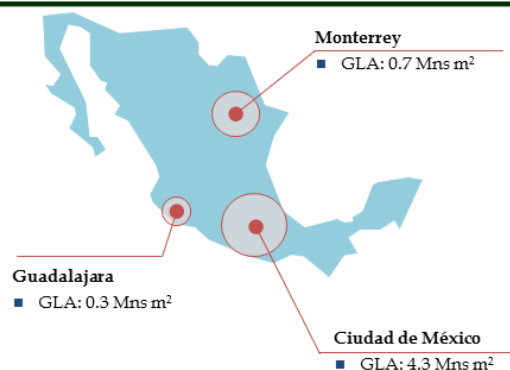 Monterrey
■ GLA: 0.7 Mns m²
Guadalajara
■ GLA: 0.3 Mns m²
Ciudad de México
■ GLA: 4.3 Mns m²